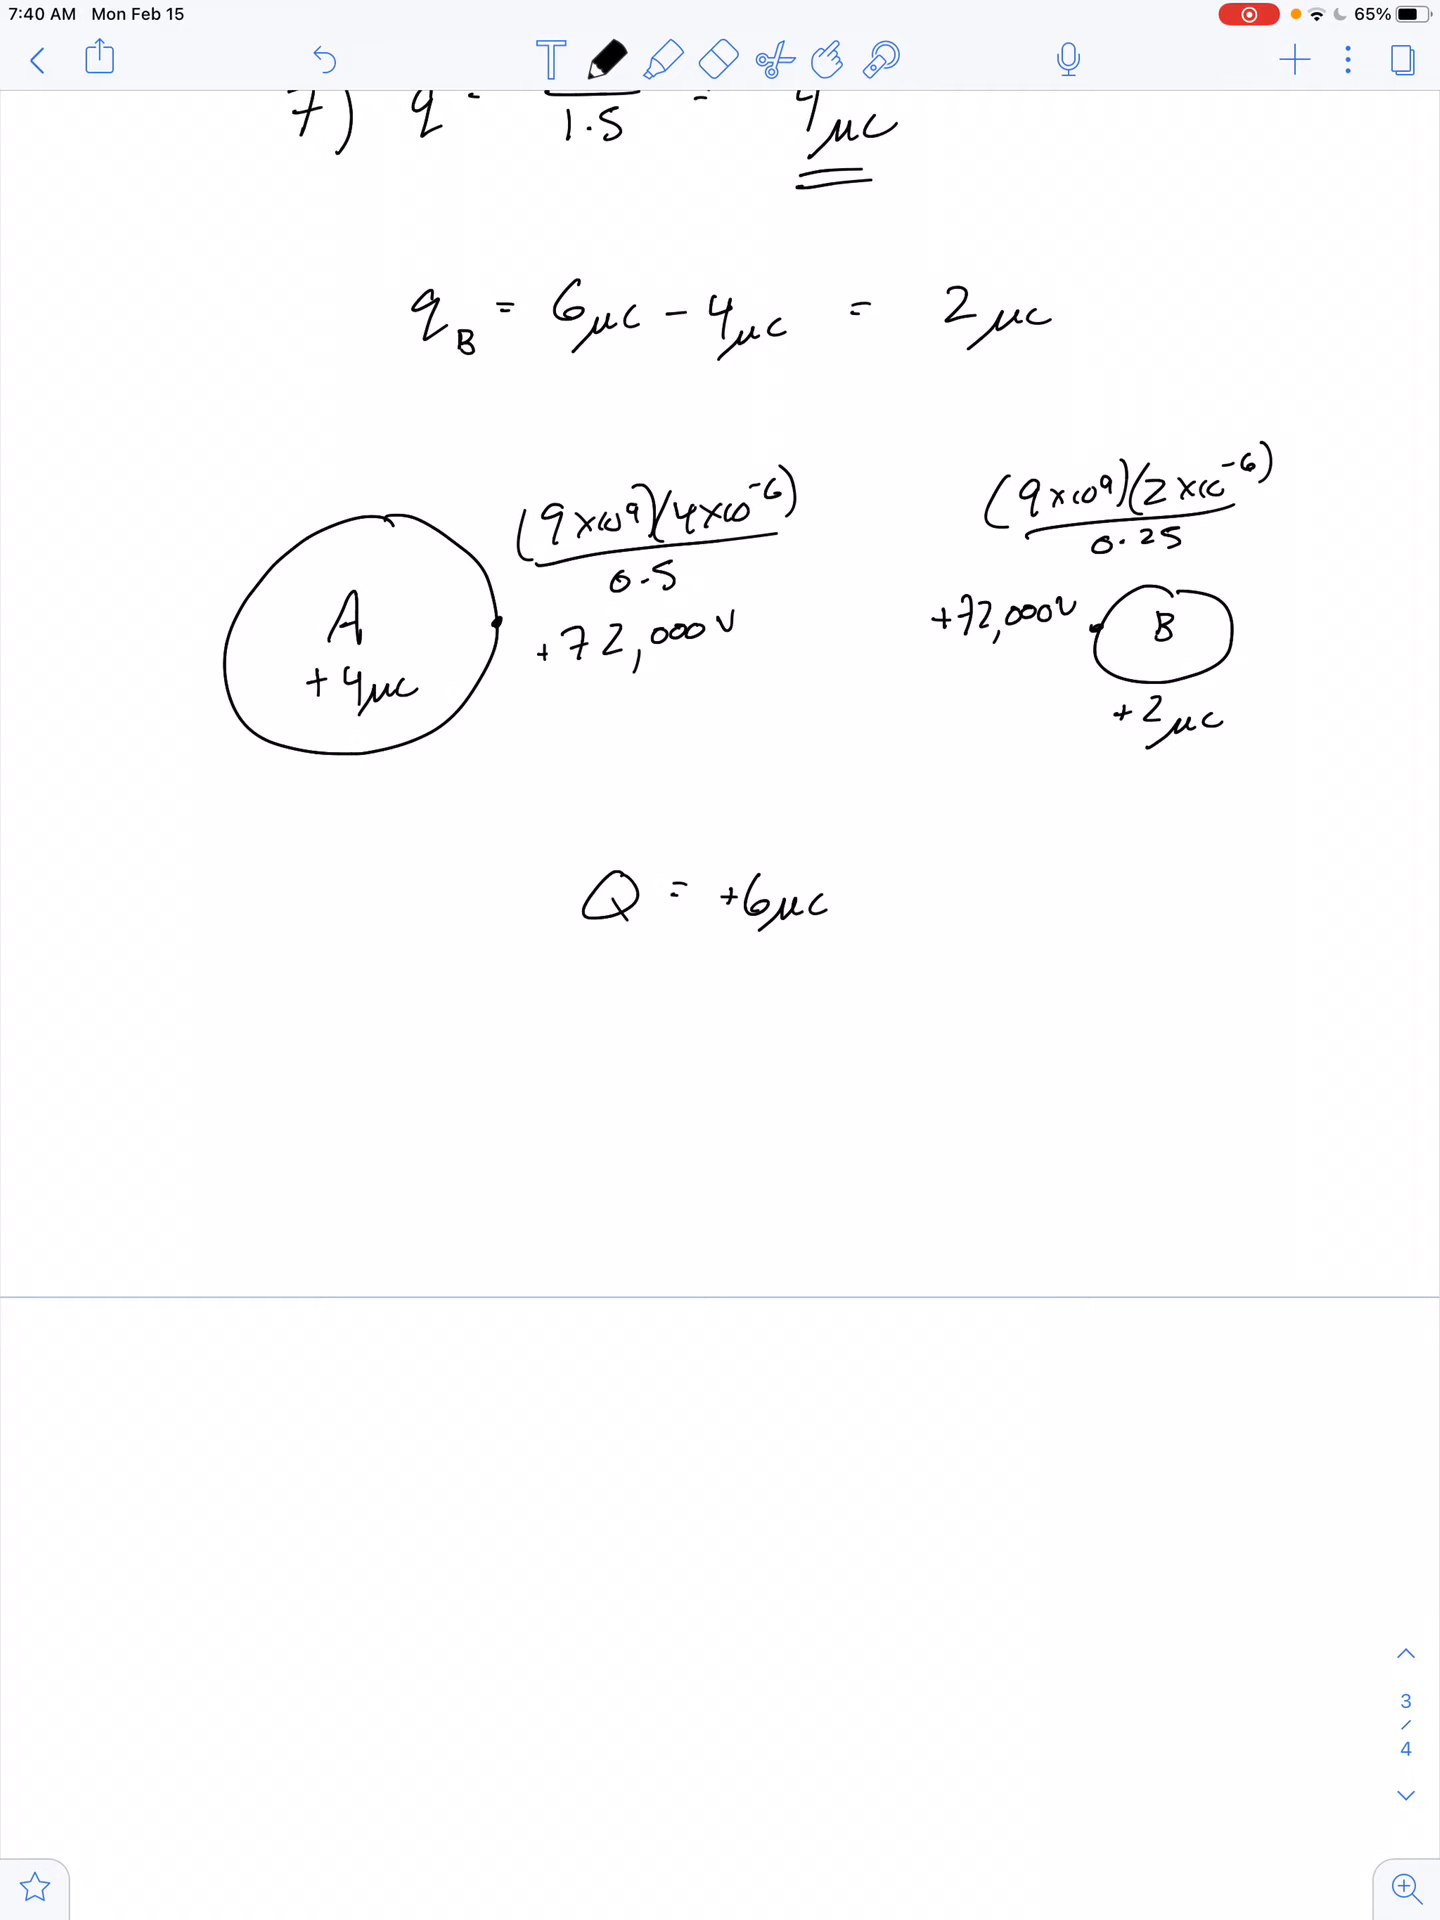 7:40 AM Mon Feb 15
65%
T
7) q = 1.5 = 4μc
q_B = 6μc - 4μc = 2μc
(9×10⁹)(4×10⁻⁶)
0.5
+72,000V
A
+4μc
(9×10⁹)(2×10⁻⁶)
0.25
+72,000V
B
+2μc
Q = +6μc
3
/
4